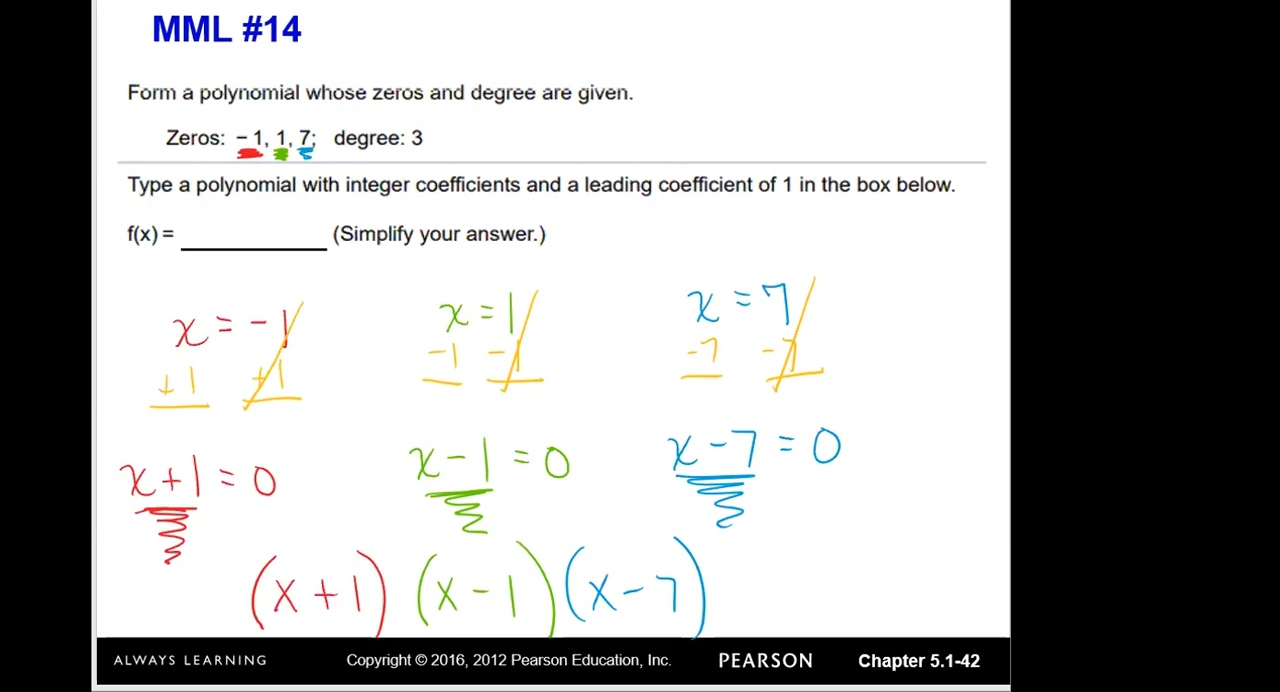 MML #14
Form a polynomial whose zeros and degree are given.
Zeros: −1, 1, 7; degree: 3
Type a polynomial with integer coefficients and a leading coefficient of 1 in the box below.
f(x) = ____________ (Simplify your answer.)
x = −1 x = 1 x = 7
+1 +1 −1 −1 −7 −7
x+1 = 0 x−1 = 0 x−7 = 0
(x+1) (x−1) (x−7)
ALWAYS LEARNING Copyright © 2016, 2012 Pearson Education, Inc. PEARSON Chapter 5.1-42